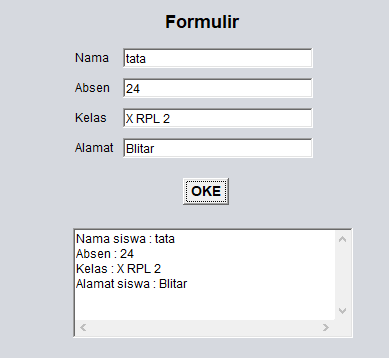 Formulir
Nama tata
Absen 24
Kelas X RPL 2
Alamat Blitar
OKE
Nama siswa : tata
Absen : 24
Kelas : X RPL 2
Alamat siswa : Blitar